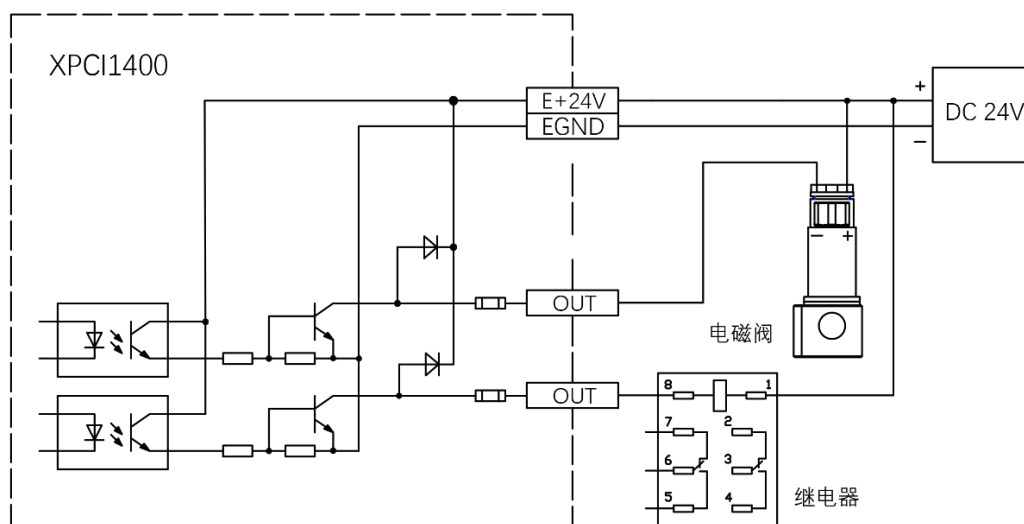 XPCI1400
E+24V
EGND
+
DC 24V
−
− +
OUT
电磁阀
OUT
8 1
7 2
6 3
5 4
继电器